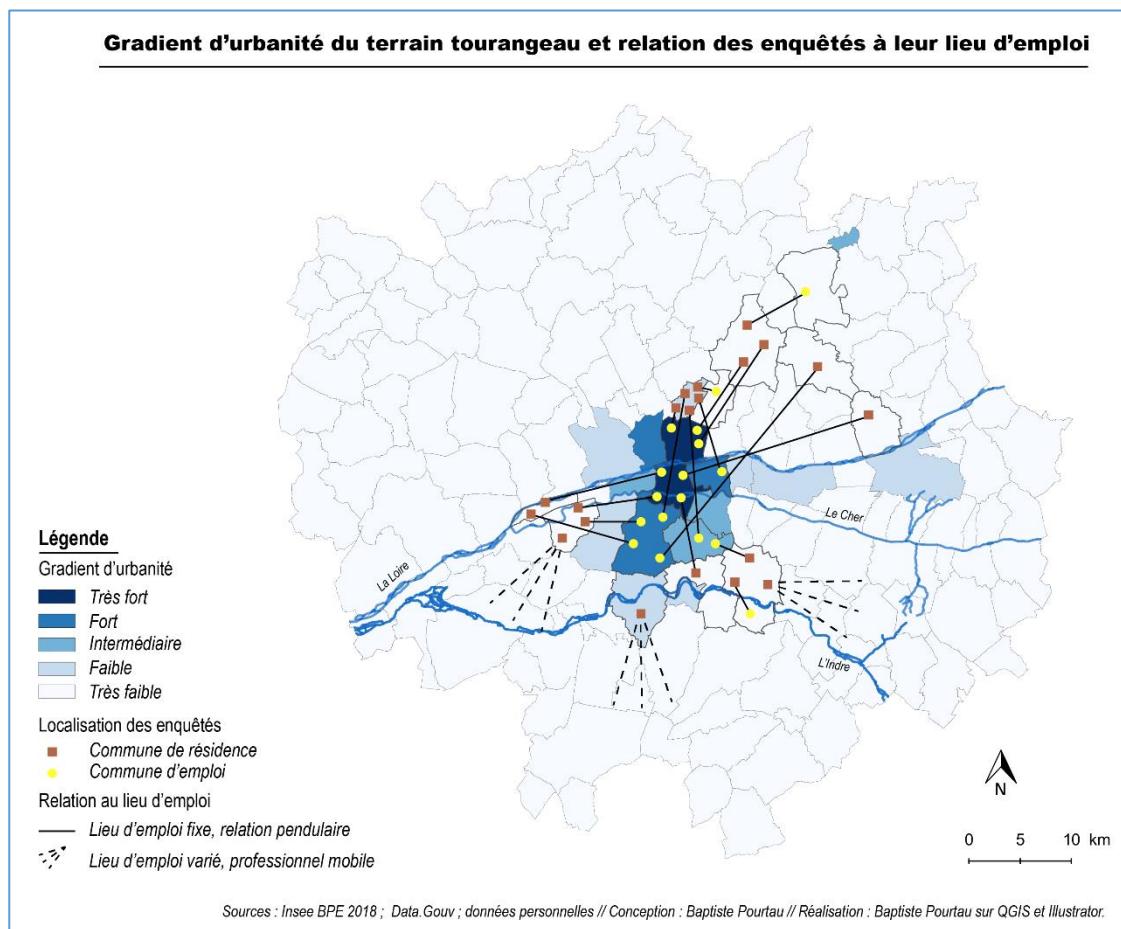 Gradient d'urbanité du terrain tourangeau et relation des enquêtés à leur lieu d'emploi
Le Cher
La Loire
L'Indre
Légende
Gradient d'urbanité
Très fort
Fort
Intermédiaire
Faible
Très faible
Localisation des enquêtés
Commune de résidence
Commune d'emploi
Relation au lieu d'emploi
Lieu d'emploi fixe, relation pendulaire
Lieu d'emploi varié, professionnel mobile
N
0 5 10 km
Sources : Insee BPE 2018 ; Data.Gouv ; données personnelles // Conception : Baptiste Pourtau // Réalisation : Baptiste Pourtau sur QGIS et Illustrator.